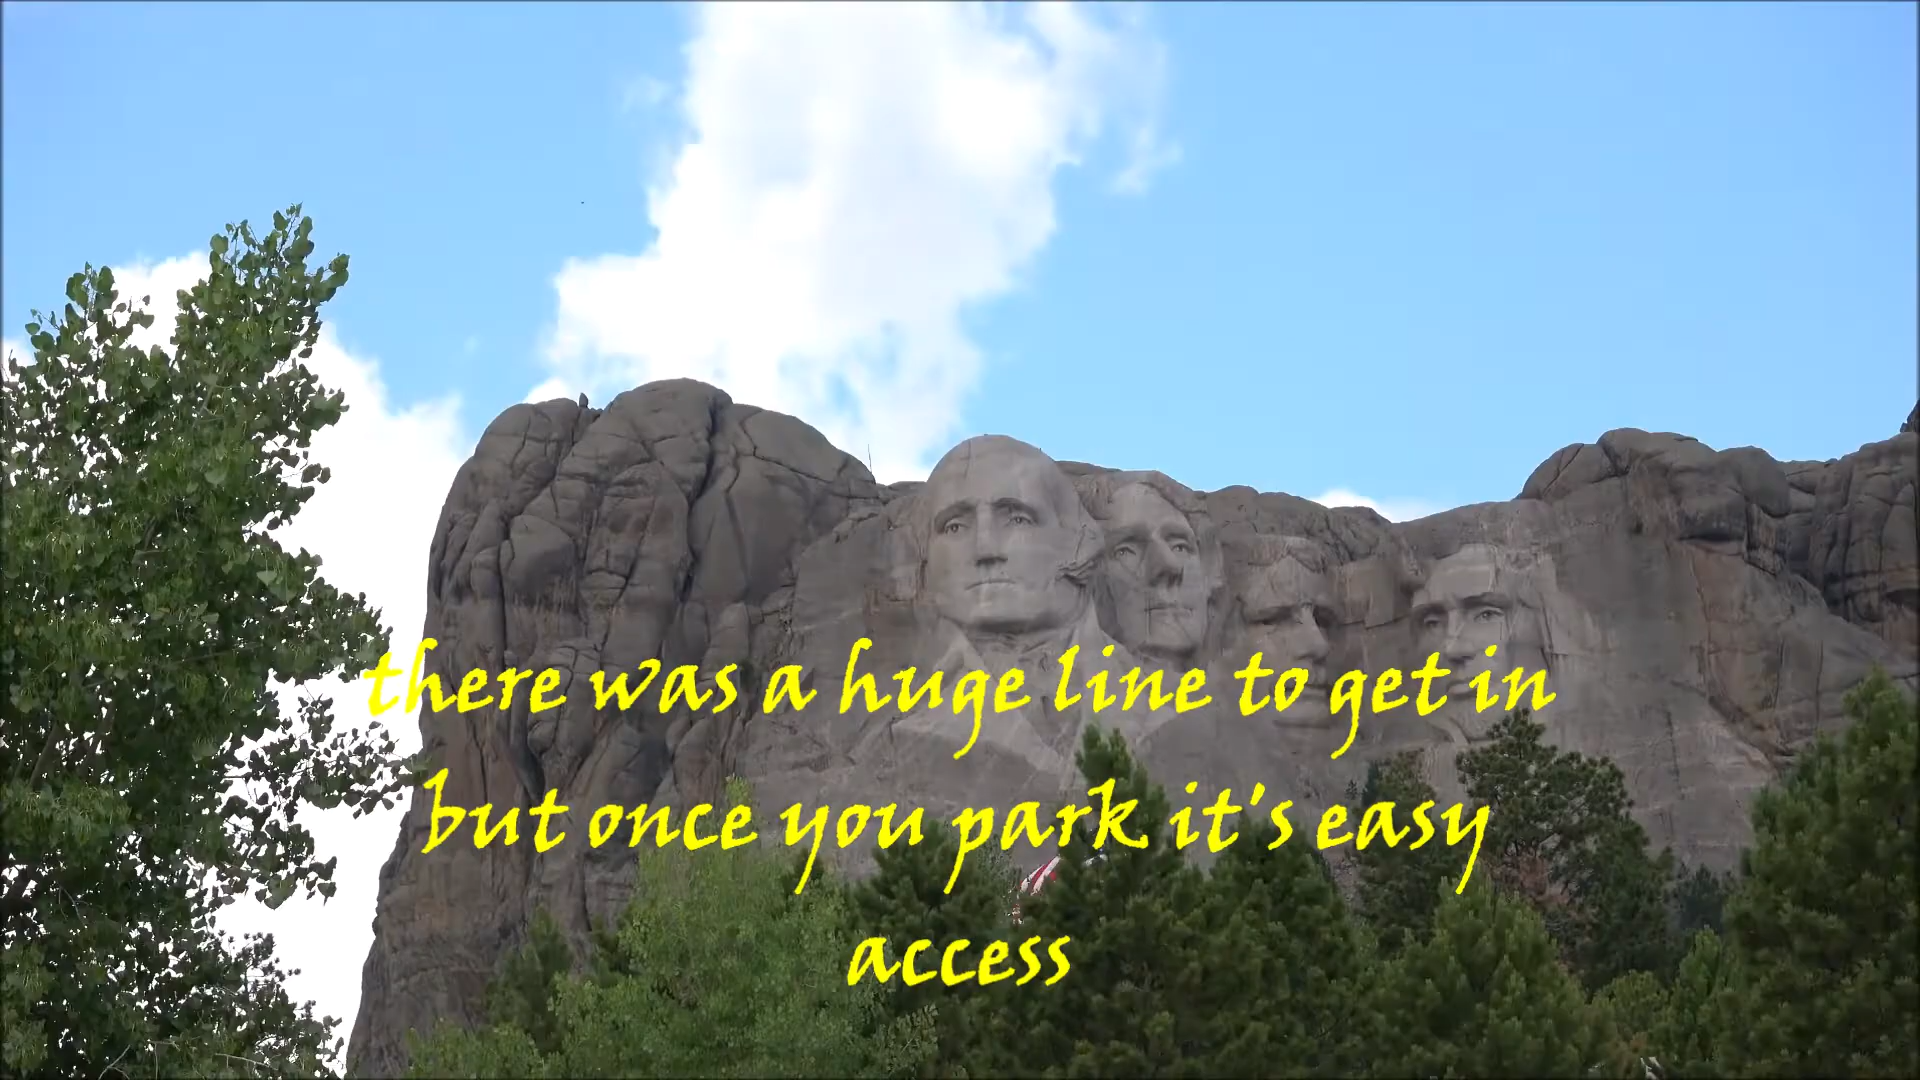 there was a huge line to get in
but once you park it's easy
access